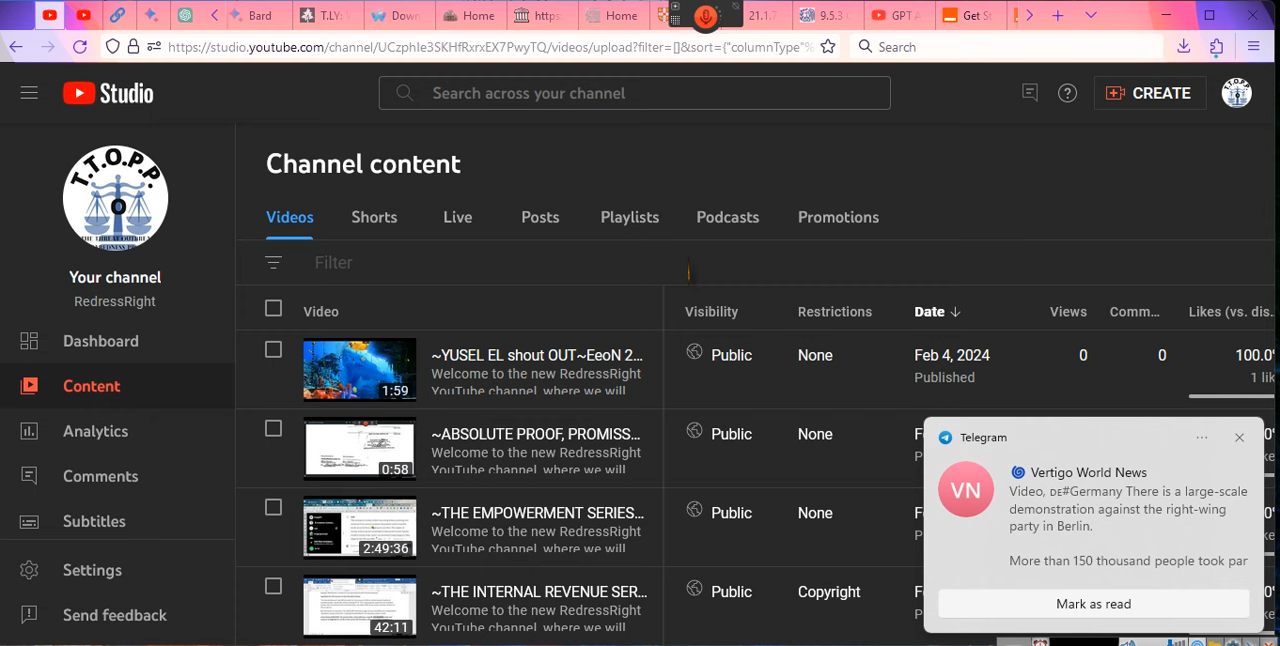 Bard
T.LY:
Down
Home
https:
Home
21.1.7
9.5.3
GPT A
Get St
https://studio.youtube.com/channel/UCzphIe3SKHfRxrxEX7PwyTQ/videos/upload?filter=[]&sort={"columnType"%
Search
Studio
Search across your channel
CREATE
T.T.O.P.P.
Your channel
RedressRight
Dashboard
Content
Analytics
Comments
Subtitles
Settings
Send feedback
Channel content
Videos Shorts Live Posts Playlists Podcasts Promotions
Filter
Video Visibility Restrictions Date Views Comm... Likes (vs. dis...
1:59
~YUSEL EL shout OUT~EeoN 2... Public None Feb 4, 2024 0 0 100.0%
Welcome to the new RedressRight Published 1 lik
YouTube channel, where we will
0:58
~ABSOLUTE PROOF, PROMISS... Public None
Welcome to the new RedressRight
YouTube channel, where we will
2:49:36
~THE EMPOWERMENT SERIES... Public None
Welcome to the new RedressRight
YouTube channel, where we will
42:11
~THE INTERNAL REVENUE SER... Public Copyright
Welcome to the new RedressRight
YouTube channel, where we will
Telegram
VN
Vertigo World News
Video, ᴅᴇ#Germany There is a large-scale
demonstration against the right-wing
party in Berlin.
More than 150 thousand people took par
Mark as read